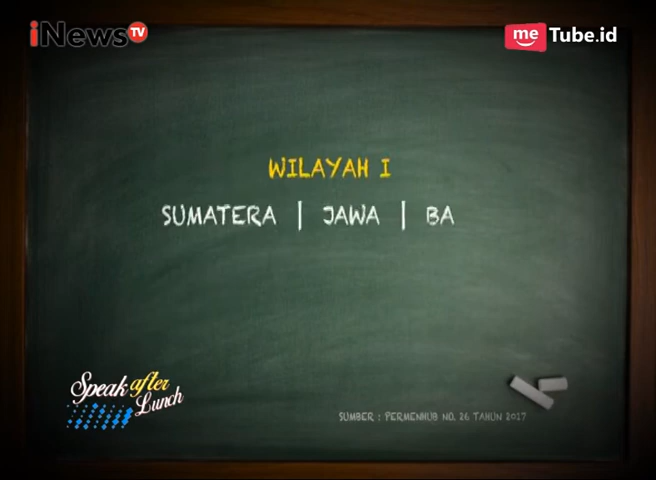 iNews TV
me Tube.id
WILAYAH I
SUMATERA | JAWA | BA
Speak after
Lunch
SUMBER : PERMENHUB NO. 26 TAHUN 2017